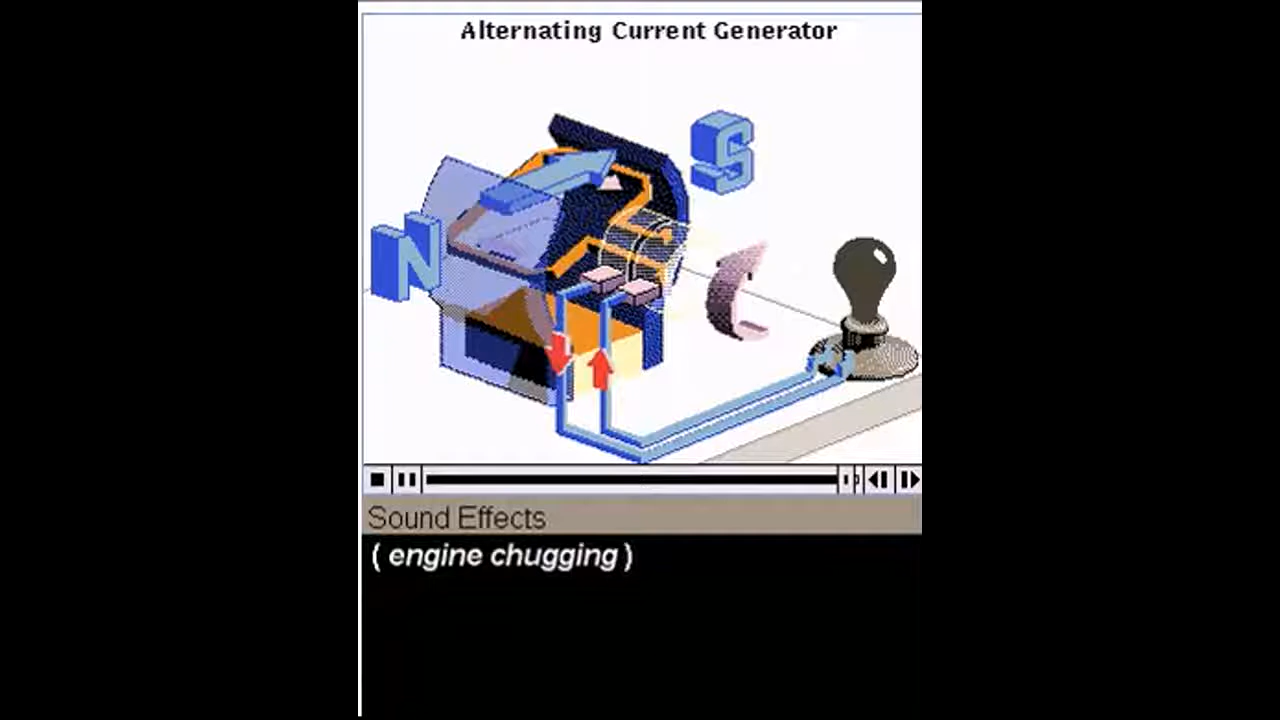 Alternating Current Generator
S
N
Sound Effects
( engine chugging )